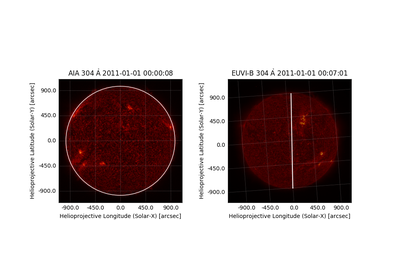 AIA 304 Å 2011-01-01 00:00:08
EUVI-B 304 Å 2011-01-01 00:07:01
Helioprojective Latitude (Solar-Y) [arcsec]
900.0
450.0
0.0
-450.0
-900.0
-900.0 -450.0 0.0 450.0 900.0
Helioprojective Longitude (Solar-X) [arcsec]
Helioprojective Latitude (Solar-Y) [arcsec]
900.0
450.0
0.0
-450.0
-900.0
-900.0 -450.0 0.0 450.0 900.0
Helioprojective Longitude (Solar-X) [arcsec]